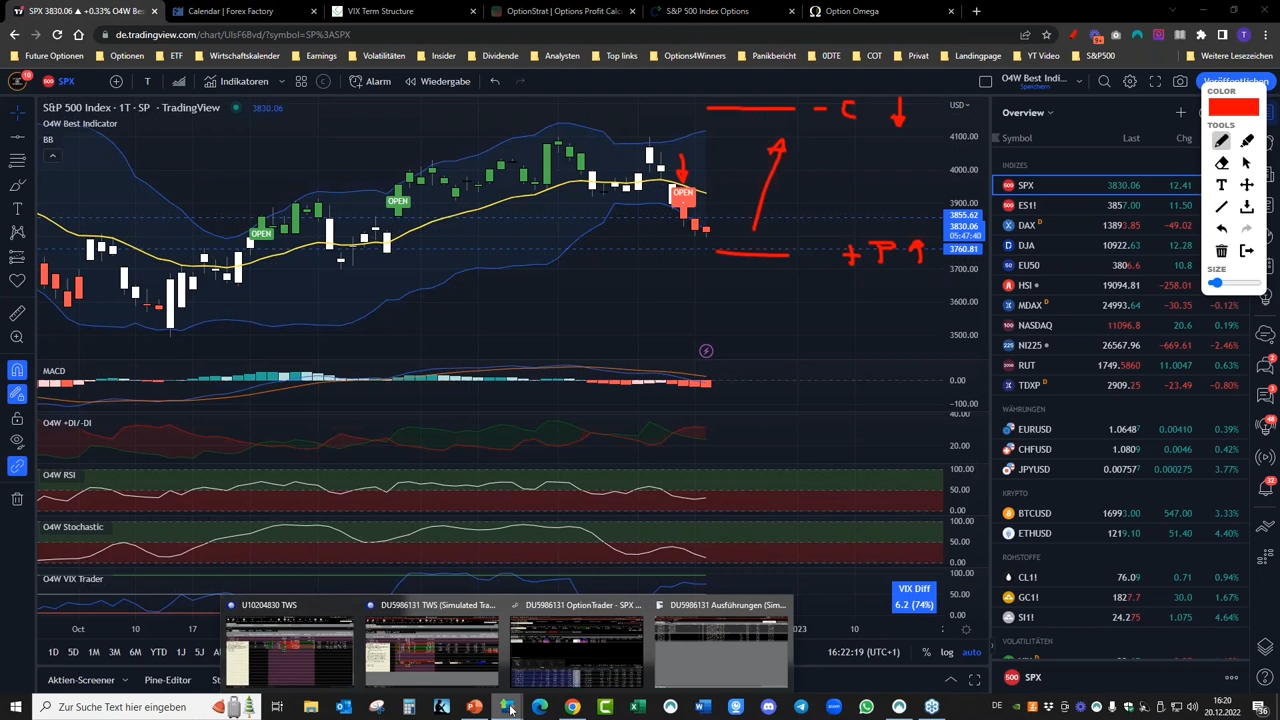 SPX 3830.06 ▲ +0.33% O4W Best
Calendar | Forex Factory
VIX Term Structure
OptionStrat | Options Profit Calc
S&P 500 Index Options
Option Omega
de.tradingview.com/chart/UIsF6Bvd/?symbol=SP%3ASPX
Future Optionen
Optionen
ETF
Wirtschaftskalender
Earnings
Volatilitäten
Insider
Dividende
Analysten
Top links
Options4Winners
Panikbericht
0DTE
COT
Privat
Landingpage
YT Video
S&P500
Weitere Lesezeichen
10
SPX
Indikatoren
Alarm
Wiedergabe
O4W Best Indi...
Speichern
Veröffentlichen
S&P 500 Index · 1T · SP · TradingView
3830.06
O4W Best Indicator
BB
USD
OPEN
OPEN
OPEN
- C
+ P
4100.00
4000.00
3900.00
3855.62
3830.06
05:47:40
3760.81
3700.00
3600.00
3500.00
MACD
0.00
-100.00
O4W +DI/-DI
40.00
20.00
O4W RSI
100.00
50.00
0.00
O4W Stochastic
100.00
50.00
0.00
O4W VIX Trader
100.00
50.00
0.00
VIX Diff
6.2 (74%)
COLOR
TOOLS
SIZE
Overview
Symbol
Last
Chg
INDIZES
SPX 3830.06 12.41
ES1! 3857.00 11.50
DAX D 13893.85 -49.02
DJA 10922.63 12.28
EU50 3806.6 10.8
HSI 19094.81 -258.01
MDAX D 24993.64 -30.35 -0.12%
NASDAQ 11096.8 20.6 0.19%
NI225 26567.96 -669.61 -2.46%
RUT 1749.5860 11.0047 0.63%
TDXP D 2909.25 -23.49 -0.80%
WÄHRUNGEN
EURUSD 1.06487 0.00410 0.39%
CHFUSD 1.0809 0.0046 0.42%
JPYUSD 0.00757 0.000275 3.77%
KRYPTO
BTCUSD 16993.00 547.00 3.33%
ETHUSD 1219.10 51.40 4.40%
ROHSTOFFE
CL1! 76.09 0.71 0.94%
GC1! 1827.7 30.0 1.67%
SI1! 24.275 1.075 4.64%
VOLATILITÄTEN
SPX
U10204830 TWS
DU5986131 TWS (Simulated Tra...
DU5986131 OptionTrader - SPX ...
DU5986131 Ausführungen (Sim...
Okt
10
17
2023
10
1D 5D 1M 3M 6M YTD
16:22:19 (UTC+1)
%
log
auto
Aktien-Screener
Pine-Editor
Zur Suche Text hier eingeben
DE
16:20
20.12.2022